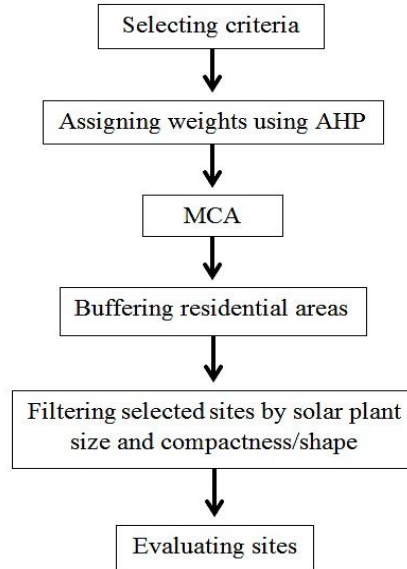 Selecting criteria
Assigning weights using AHP
MCA
Buffering residential areas
Filtering selected sites by solar plant
size and compactness/shape
Evaluating sites